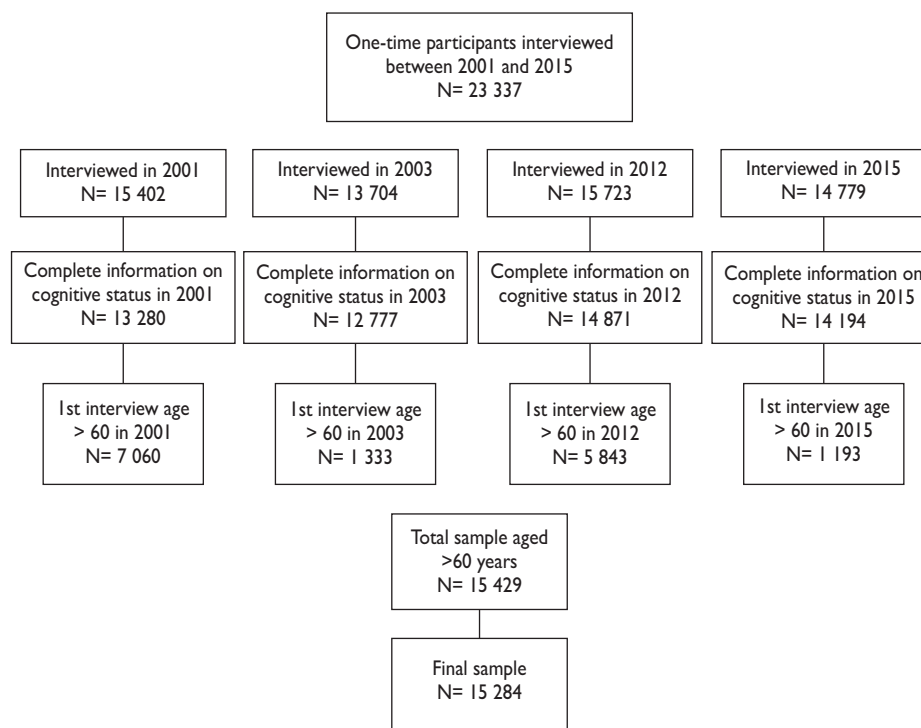 One-time participants interviewed
between 2001 and 2015
N= 23 337
Interviewed in 2001
N= 15 402
Interviewed in 2003
N= 13 704
Interviewed in 2012
N= 15 723
Interviewed in 2015
N= 14 779
Complete information on
cognitive status in 2001
N= 13 280
Complete information on
cognitive status in 2003
N= 12 777
Complete information on
cognitive status in 2012
N= 14 871
Complete information on
cognitive status in 2015
N= 14 194
1st interview age
> 60 in 2001
N= 7 060
1st interview age
> 60 in 2003
N= 1 333
1st interview age
> 60 in 2012
N= 5 843
1st interview age
> 60 in 2015
N= 1 193
Total sample aged
>60 years
N= 15 429
Final sample
N= 15 284